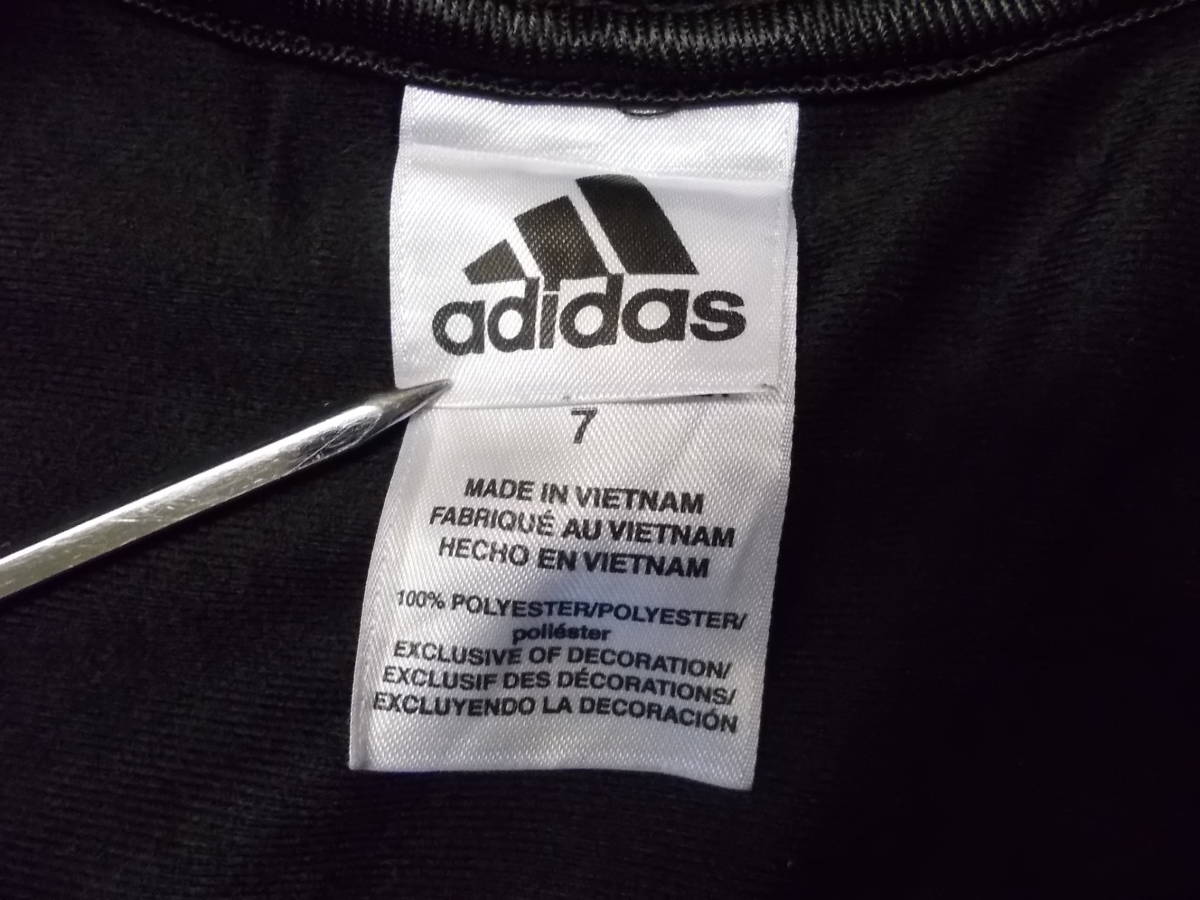 adidas
7
MADE IN VIETNAM
FABRIQUÉ AU VIETNAM
HECHO EN VIETNAM
100% POLYESTER/POLYESTER/
poliéster
EXCLUSIVE OF DECORATION/
EXCLUSIF DES DÉCORATIONS/
EXCLUYENDO LA DECORACIÓN